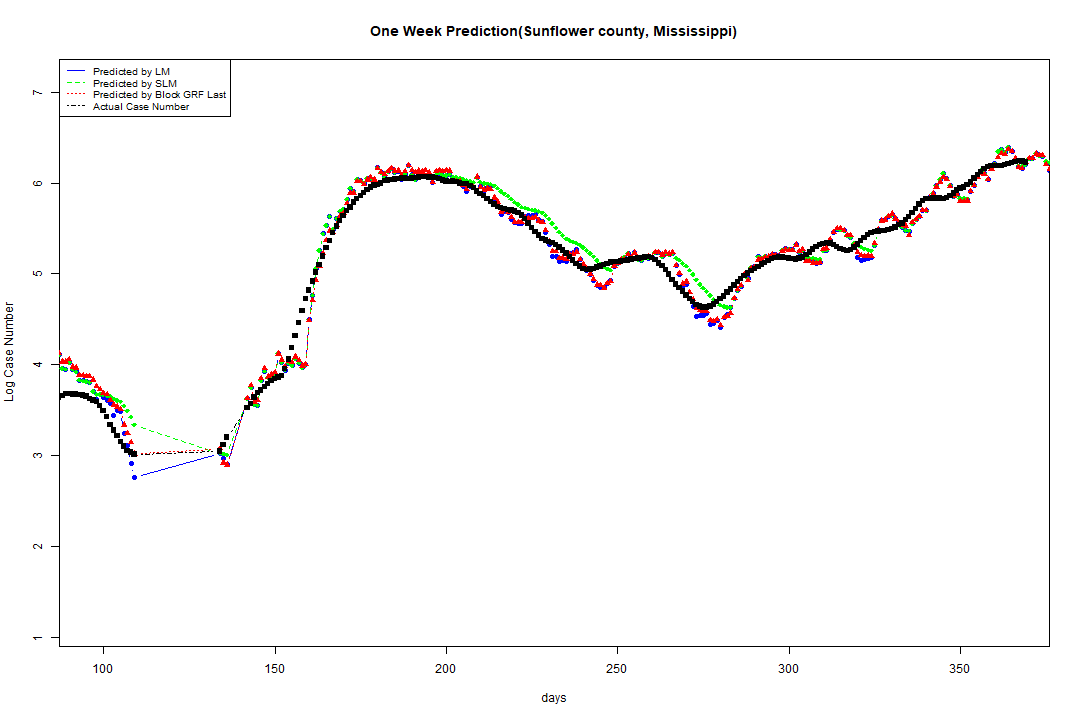 One Week Prediction(Sunflower county, Mississippi)
Predicted by LM
Predicted by SLM
Predicted by Block GRF Last
Actual Case Number
7
6
5
4
3
2
1
Log Case Number
100 150 200 250 300 350
days